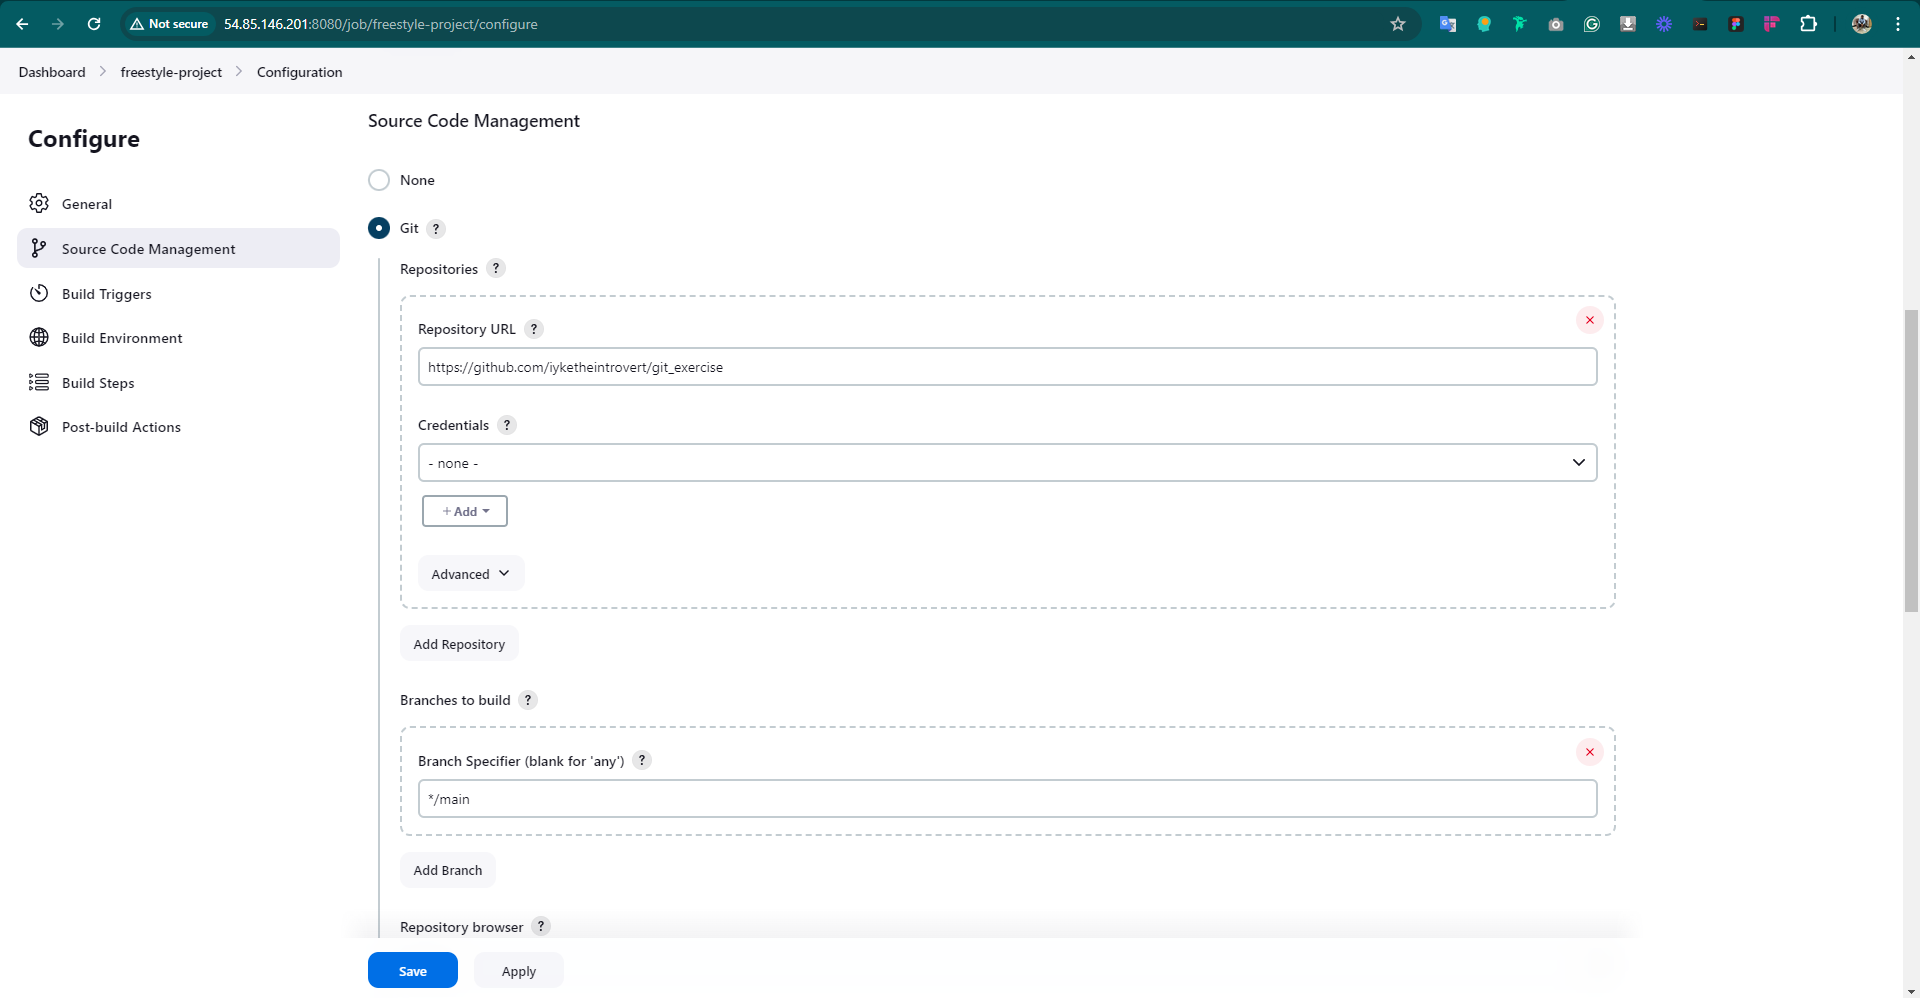 Not secure 54.85.146.201:8080/job/freestyle-project/configure
Dashboard freestyle-project Configuration
Configure
General
Source Code Management
Build Triggers
Build Environment
Build Steps
Post-build Actions
Source Code Management
None
Git ?
Repositories ?
Repository URL ?
https://github.com/iyketheintrovert/git_exercise
Credentials ?
- none -
+ Add
Advanced
Add Repository
Branches to build ?
Branch Specifier (blank for 'any') ?
*/main
Add Branch
Repository browser ?
Save Apply